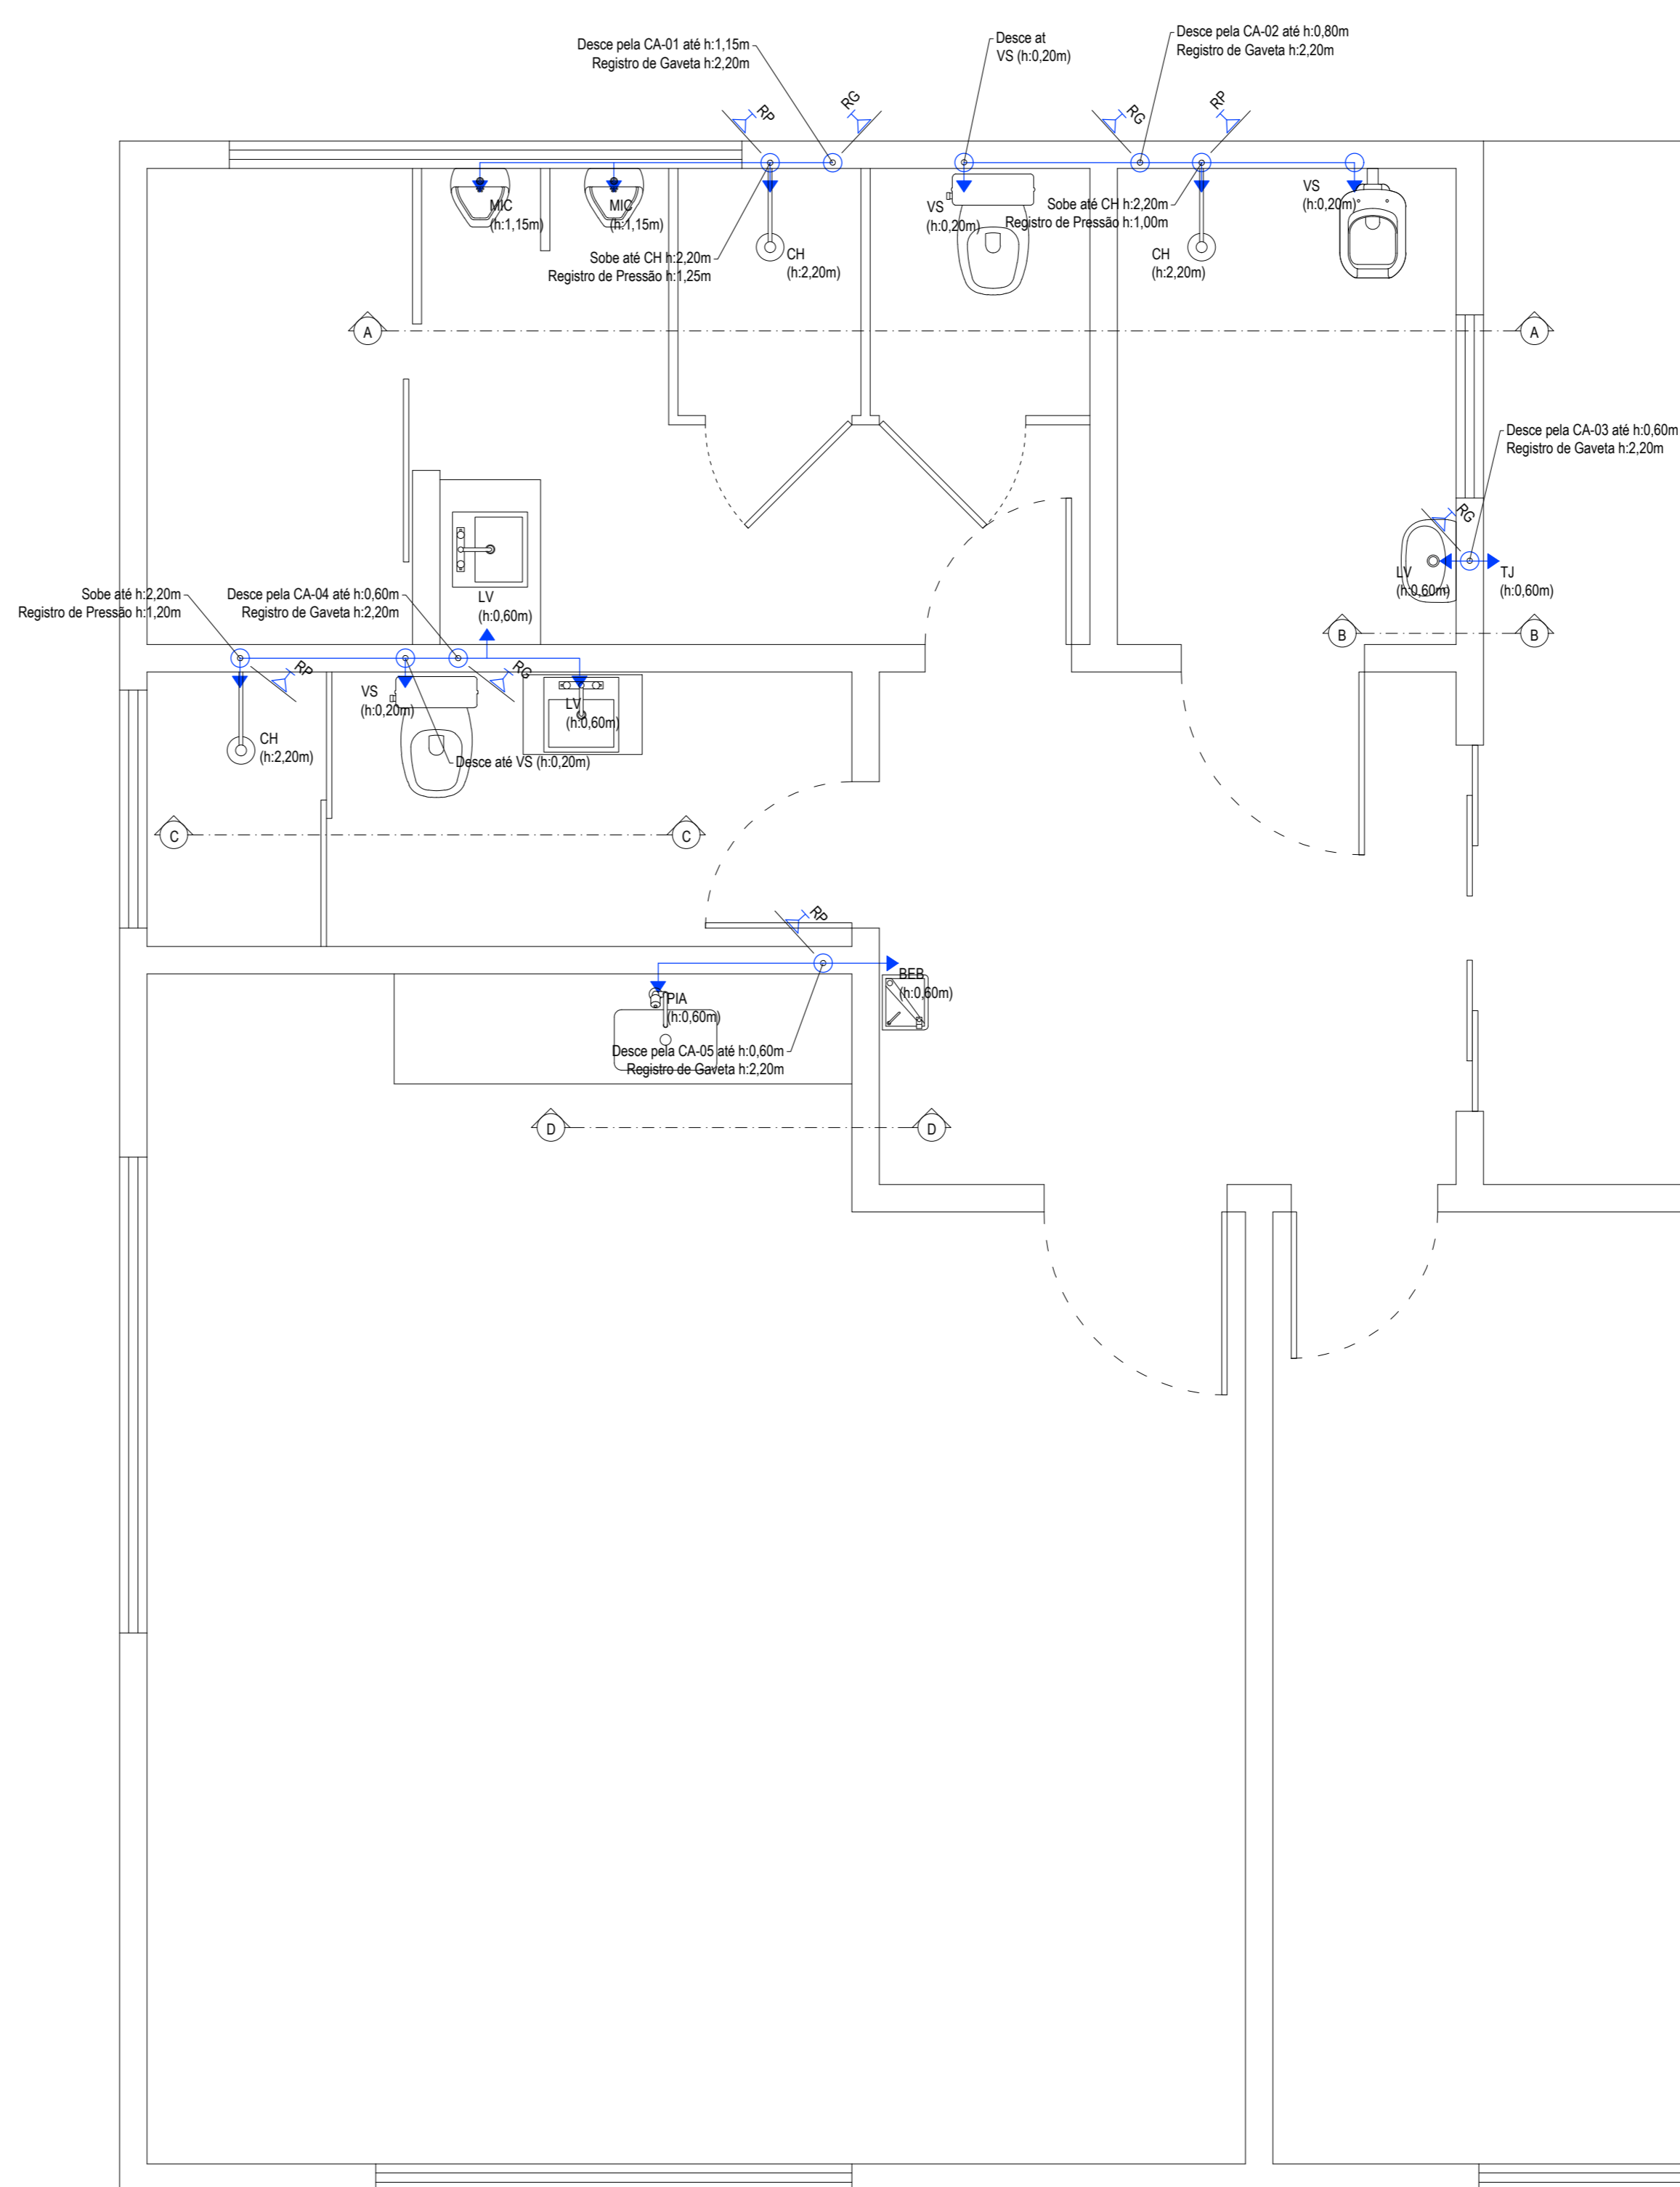 Desce pela CA-01 até h:1,15m
Registro de Gaveta h:2,20m
Desce at
VS (h:0,20m)
Desce pela CA-02 até h:0,80m
Registro de Gaveta h:2,20m
RP
RG
RG
RP
MIC
(h:1,15m)
MIC
(h:1,15m)
Sobe até CH h:2,20m
Registro de Pressão h:1,25m
CH
(h:2,20m)
VS
(h:0,20m)
Sobe até CH h:2,20m
Registro de Pressão h:1,00m
CH
(h:2,20m)
VS
(h:0,20m)
A
A
Desce pela CA-03 até h:0,60m
Registro de Gaveta h:2,20m
RG
LV
(h:0,60m)
TJ
(h:0,60m)
B
B
Sobe até h:2,20m
Registro de Pressão h:1,20m
Desce pela CA-04 até h:0,60m
Registro de Gaveta h:2,20m
LV
(h:0,60m)
RP
RG
VS
(h:0,20m)
LV
(h:0,60m)
CH
(h:2,20m)
Desce até VS (h:0,20m)
C
C
RP
BEB
(h:0,60m)
PIA
(h:0,60m)
Desce pela CA-05 até h:0,60m
Registro de Gaveta h:2,20m
D
D